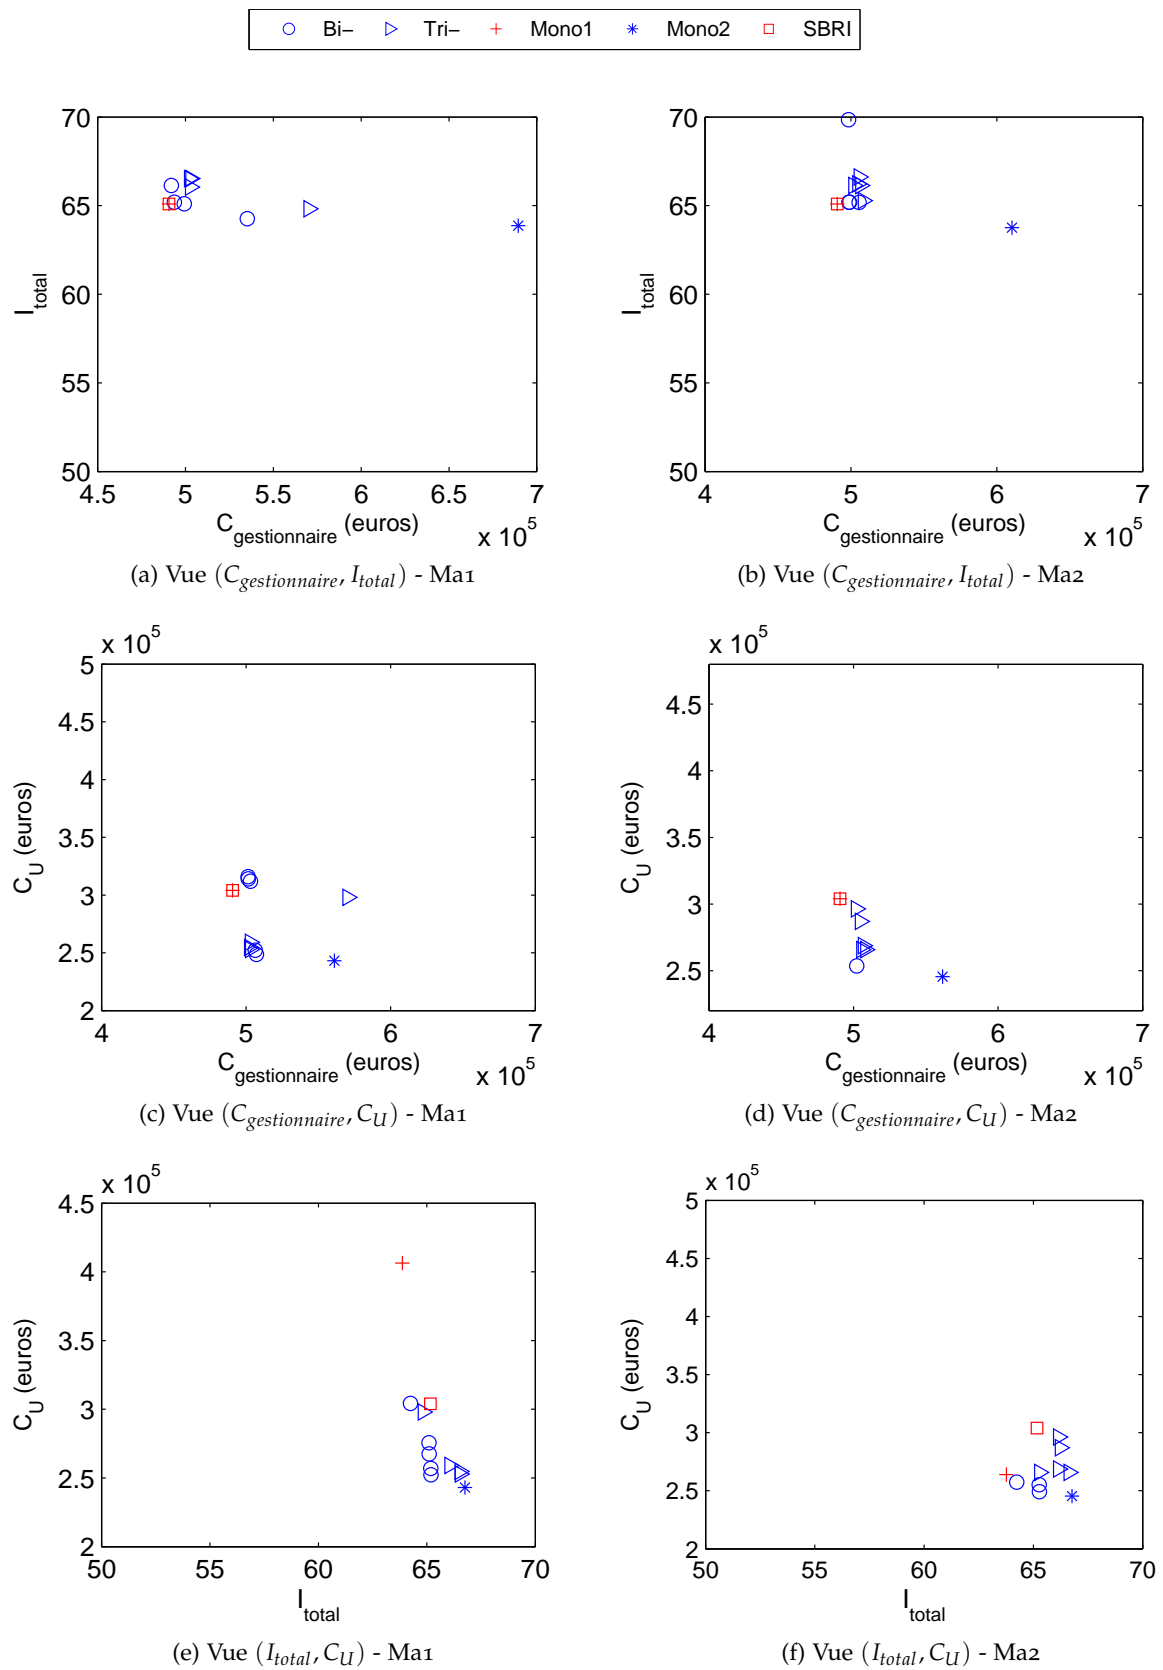 Bi− Tri− Mono1 Mono2 SBRI
70
65
60
55
50
I_total
4.5 5 5.5 6 6.5 7
C_gestionnaire (euros)
x 10^5
(a) Vue (C_gestionnaire, I_total) - Ma1
70
65
60
55
50
I_total
4 5 6 7
C_gestionnaire (euros)
x 10^5
(b) Vue (C_gestionnaire, I_total) - Ma2
x 10^5
5
4.5
4
3.5
3
2.5
2
C_U (euros)
4 5 6 7
C_gestionnaire (euros)
x 10^5
(c) Vue (C_gestionnaire, C_U) - Ma1
x 10^5
4.5
4
3.5
3
2.5
C_U (euros)
4 5 6 7
C_gestionnaire (euros)
x 10^5
(d) Vue (C_gestionnaire, C_U) - Ma2
x 10^5
4.5
4
3.5
3
2.5
2
C_U (euros)
50 55 60 65 70
I_total
(e) Vue (I_total, C_U) - Ma1
x 10^5
5
4.5
4
3.5
3
2.5
2
C_U (euros)
50 55 60 65 70
I_total
(f) Vue (I_total, C_U) - Ma2